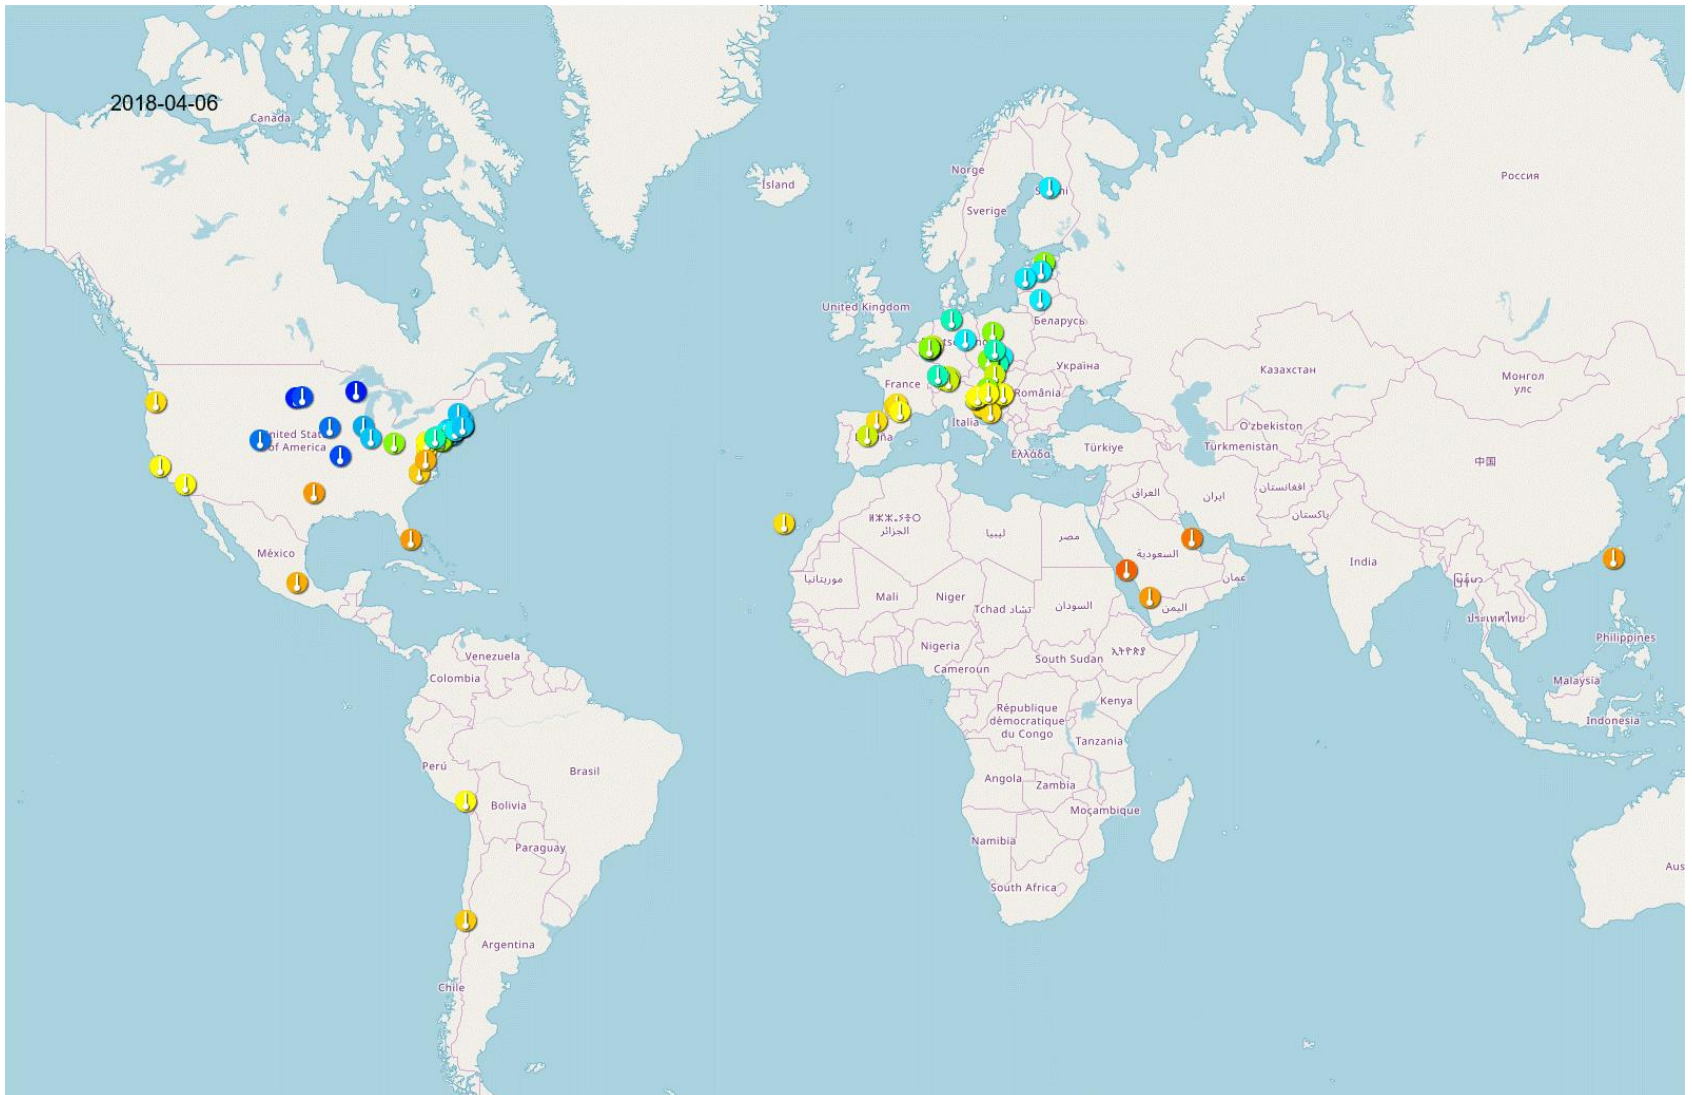 2018-04-06
Canada
Ísland
Norge
Sverige
Россия
United Kingdom
Беларусь
Україна
France
România
Italia
Ελλάδα
Türkiye
Казахстан
Монгол
улс
Oʻzbekiston
Türkmenistan
中国
United States
of America
México
ⵍⵣⵣⴰⵢⴻⵔ
الجزائر
ليبيا
مصر
العراق
ایران
افغانستان
پاکستان
السعودية
عمان
اليمن
India
မြန်မာ
ประเทศไทย
Philippines
Malaysia
Indonesia
موريتانيا
Mali
Niger
Tchad تشاد
السودان
Nigeria
Cameroun
South Sudan
ኢትዮጵያ
Kenya
République
démocratique
du Congo
Tanzania
Angola
Zambia
Moçambique
Namibia
South Africa
Venezuela
Colombia
Perú
Brasil
Bolivia
Paraguay
Argentina
Chile
Aus